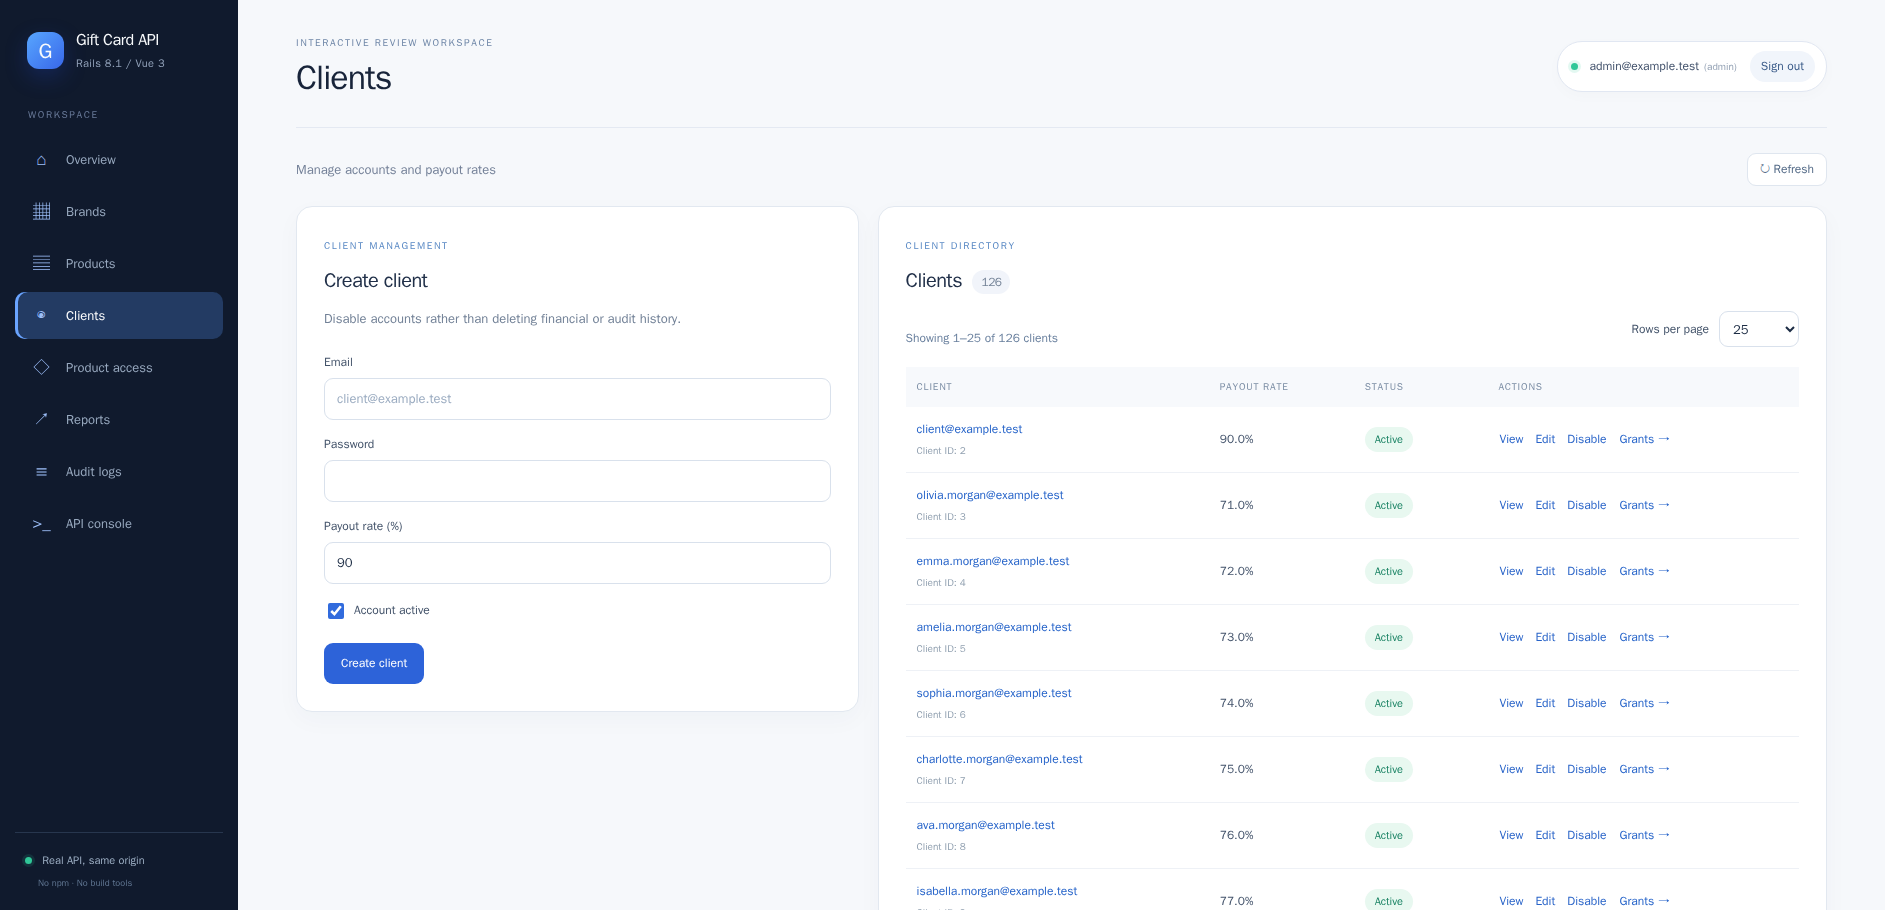 G
Gift Card API
Rails 8.1 / Vue 3
WORKSPACE
Overview
Brands
Products
Clients
Product access
Reports
Audit logs
>_ API console
Real API, same origin
No npm · No build tools
INTERACTIVE REVIEW WORKSPACE
Clients
admin@example.test (admin) Sign out
Manage accounts and payout rates
Refresh
CLIENT MANAGEMENT
Create client
Disable accounts rather than deleting financial or audit history.
Email
client@example.test
Password
Payout rate (%)
90
Account active
Create client
CLIENT DIRECTORY
Clients 126
Showing 1–25 of 126 clients
Rows per page 25
CLIENT PAYOUT RATE STATUS ACTIONS
client@example.test
Client ID: 2
90.0% Active View Edit Disable Grants →
olivia.morgan@example.test
Client ID: 3
71.0% Active View Edit Disable Grants →
emma.morgan@example.test
Client ID: 4
72.0% Active View Edit Disable Grants →
amelia.morgan@example.test
Client ID: 5
73.0% Active View Edit Disable Grants →
sophia.morgan@example.test
Client ID: 6
74.0% Active View Edit Disable Grants →
charlotte.morgan@example.test
Client ID: 7
75.0% Active View Edit Disable Grants →
ava.morgan@example.test
Client ID: 8
76.0% Active View Edit Disable Grants →
isabella.morgan@example.test
77.0% Active View Edit Disable Grants →